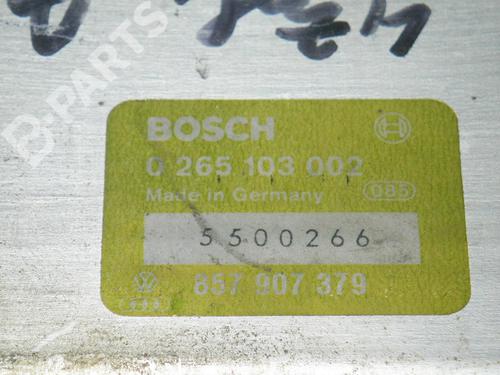 B-PARTS
BOSCH
0 265 103 002
Made in Germany
085
5500266
857 907 379